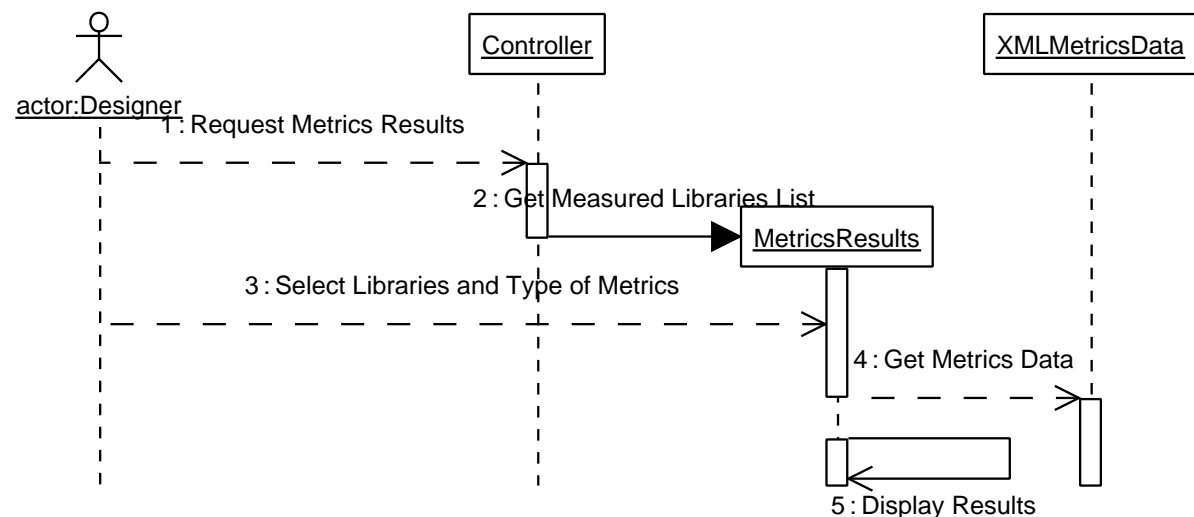 Controller
XMLMetricsData
actor:Designer
1 : Request Metrics Results
2 : Get Measured Libraries List
MetricsResults
3 : Select Libraries and Type of Metrics
4 : Get Metrics Data
5 : Display Results